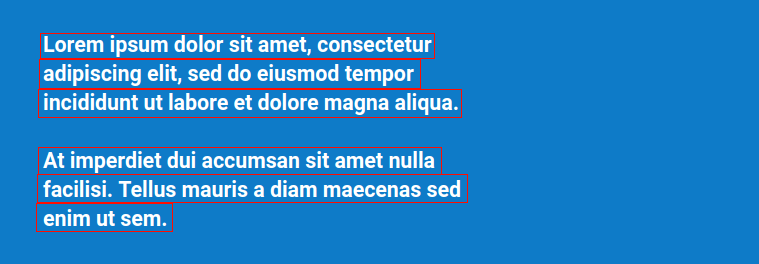 Lorem ipsum dolor sit amet, consectetur
adipiscing elit, sed do eiusmod tempor
incididunt ut labore et dolore magna aliqua.
At imperdiet dui accumsan sit amet nulla
facilisi. Tellus mauris a diam maecenas sed
enim ut sem.